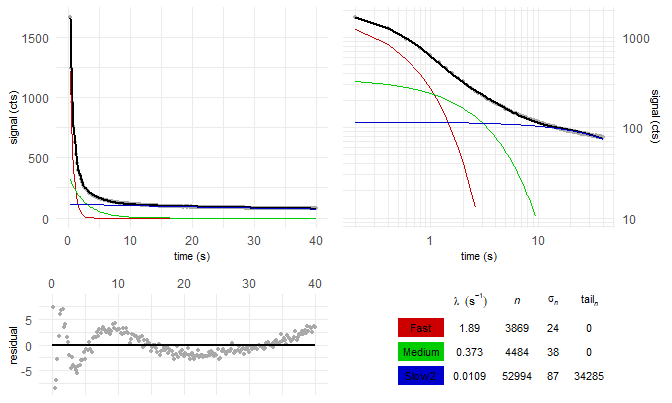 signal (cts)
1500
1000
500
0
0
10
20
30
40
time (s)
1000
100
10
signal (cts)
1
10
time (s)
0
10
20
30
40
residual
5
0
-5
λ (s⁻¹) n σₙ tailₙ
Fast 1.89 3869 24 0
Medium 0.373 4484 38 0
Slow2 0.0109 52994 87 34285